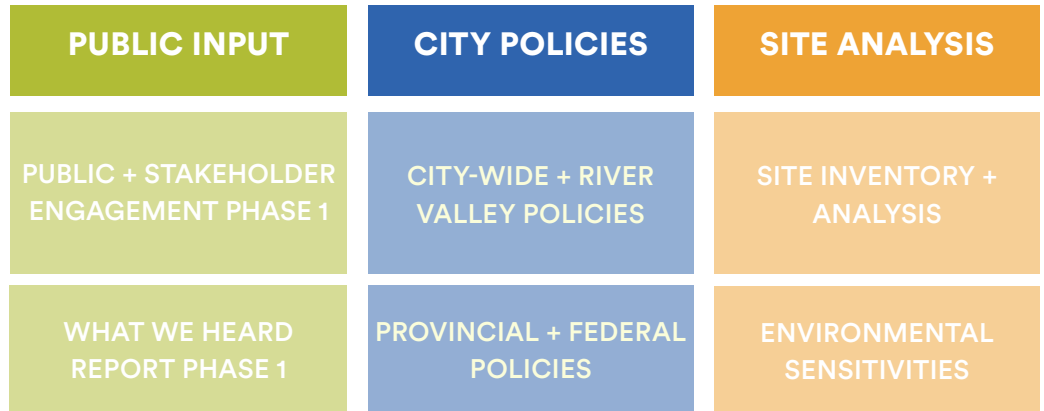 PUBLIC INPUT
CITY POLICIES
SITE ANALYSIS
PUBLIC + STAKEHOLDER
ENGAGEMENT PHASE 1
CITY-WIDE + RIVER
VALLEY POLICIES
SITE INVENTORY +
ANALYSIS
WHAT WE HEARD
REPORT PHASE 1
PROVINCIAL + FEDERAL
POLICIES
ENVIRONMENTAL
SENSITIVITIES